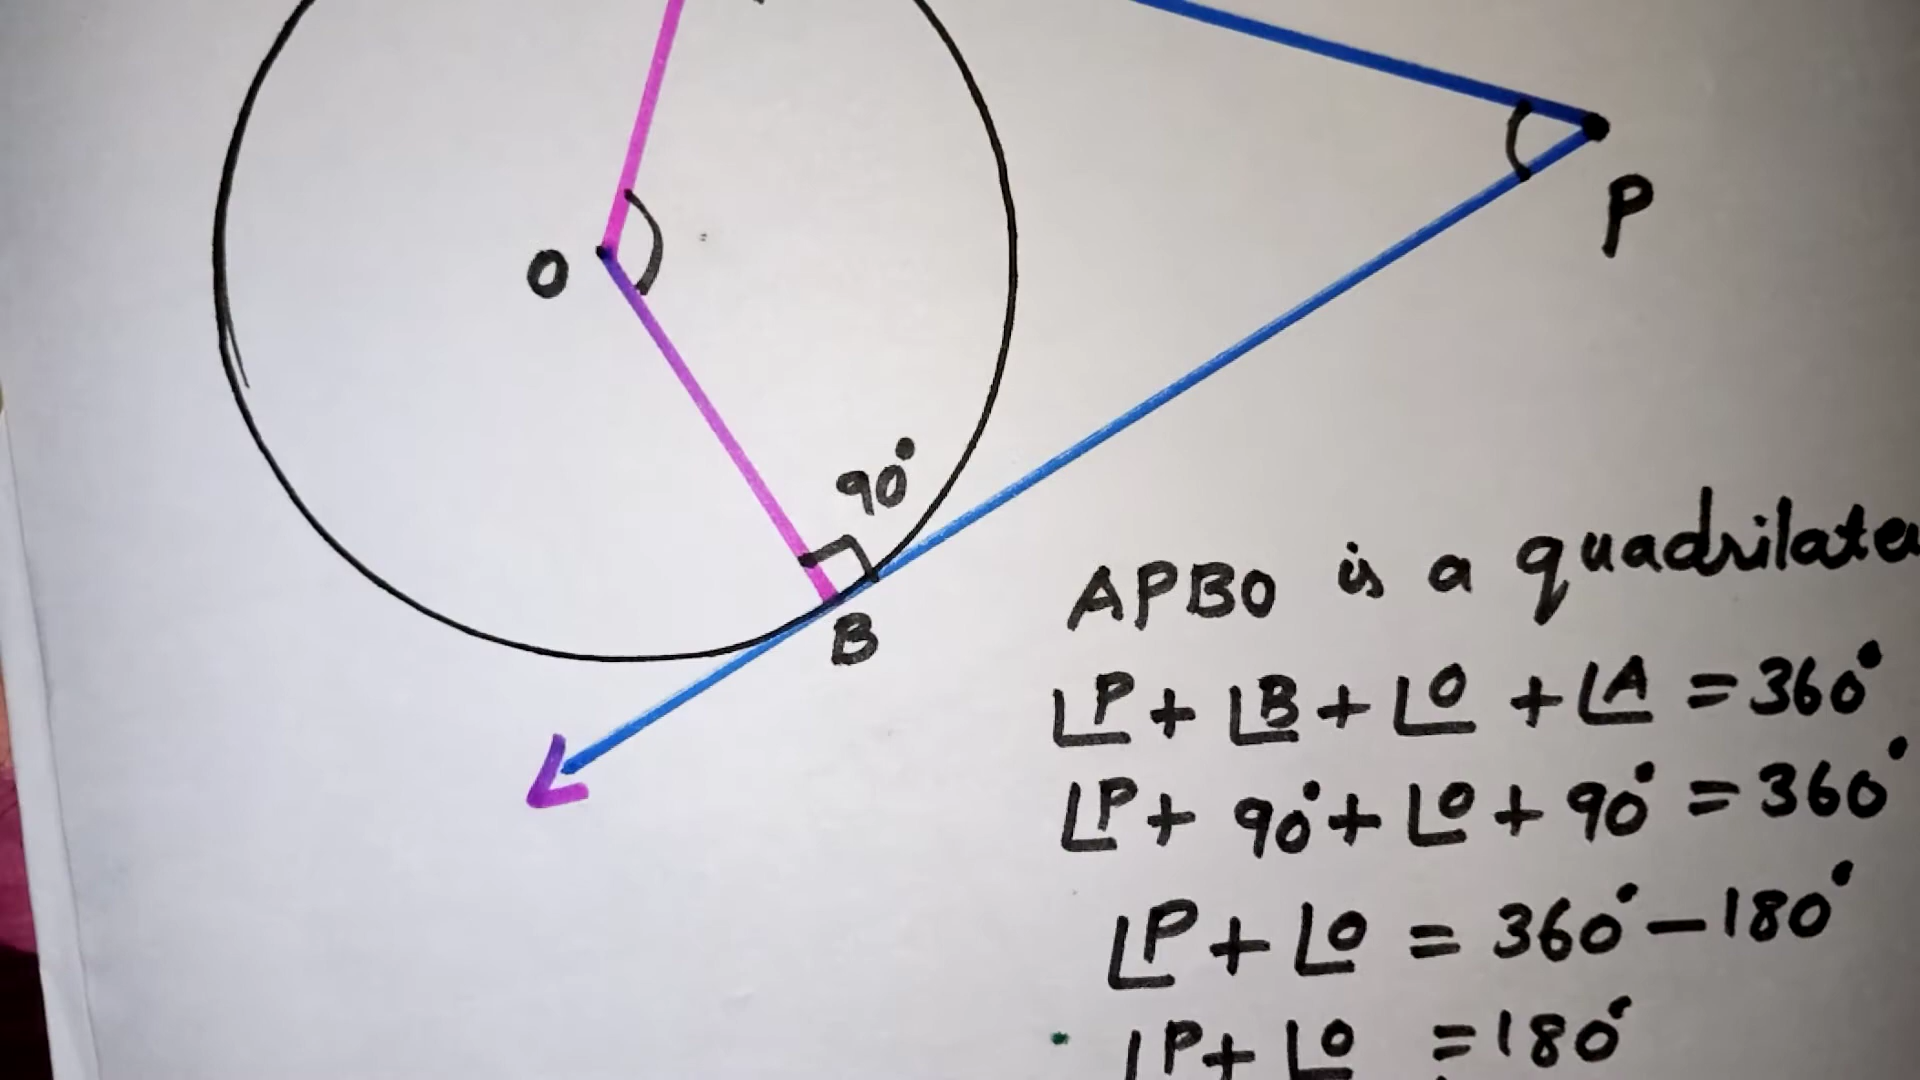 P
O
90°
B
APBO is a quadrilate
∠P + ∠B + ∠O + ∠A = 360°
∠P + 90° + ∠O + 90° = 360°
∠P + ∠O = 360° - 180°
∠P + ∠O = 180°